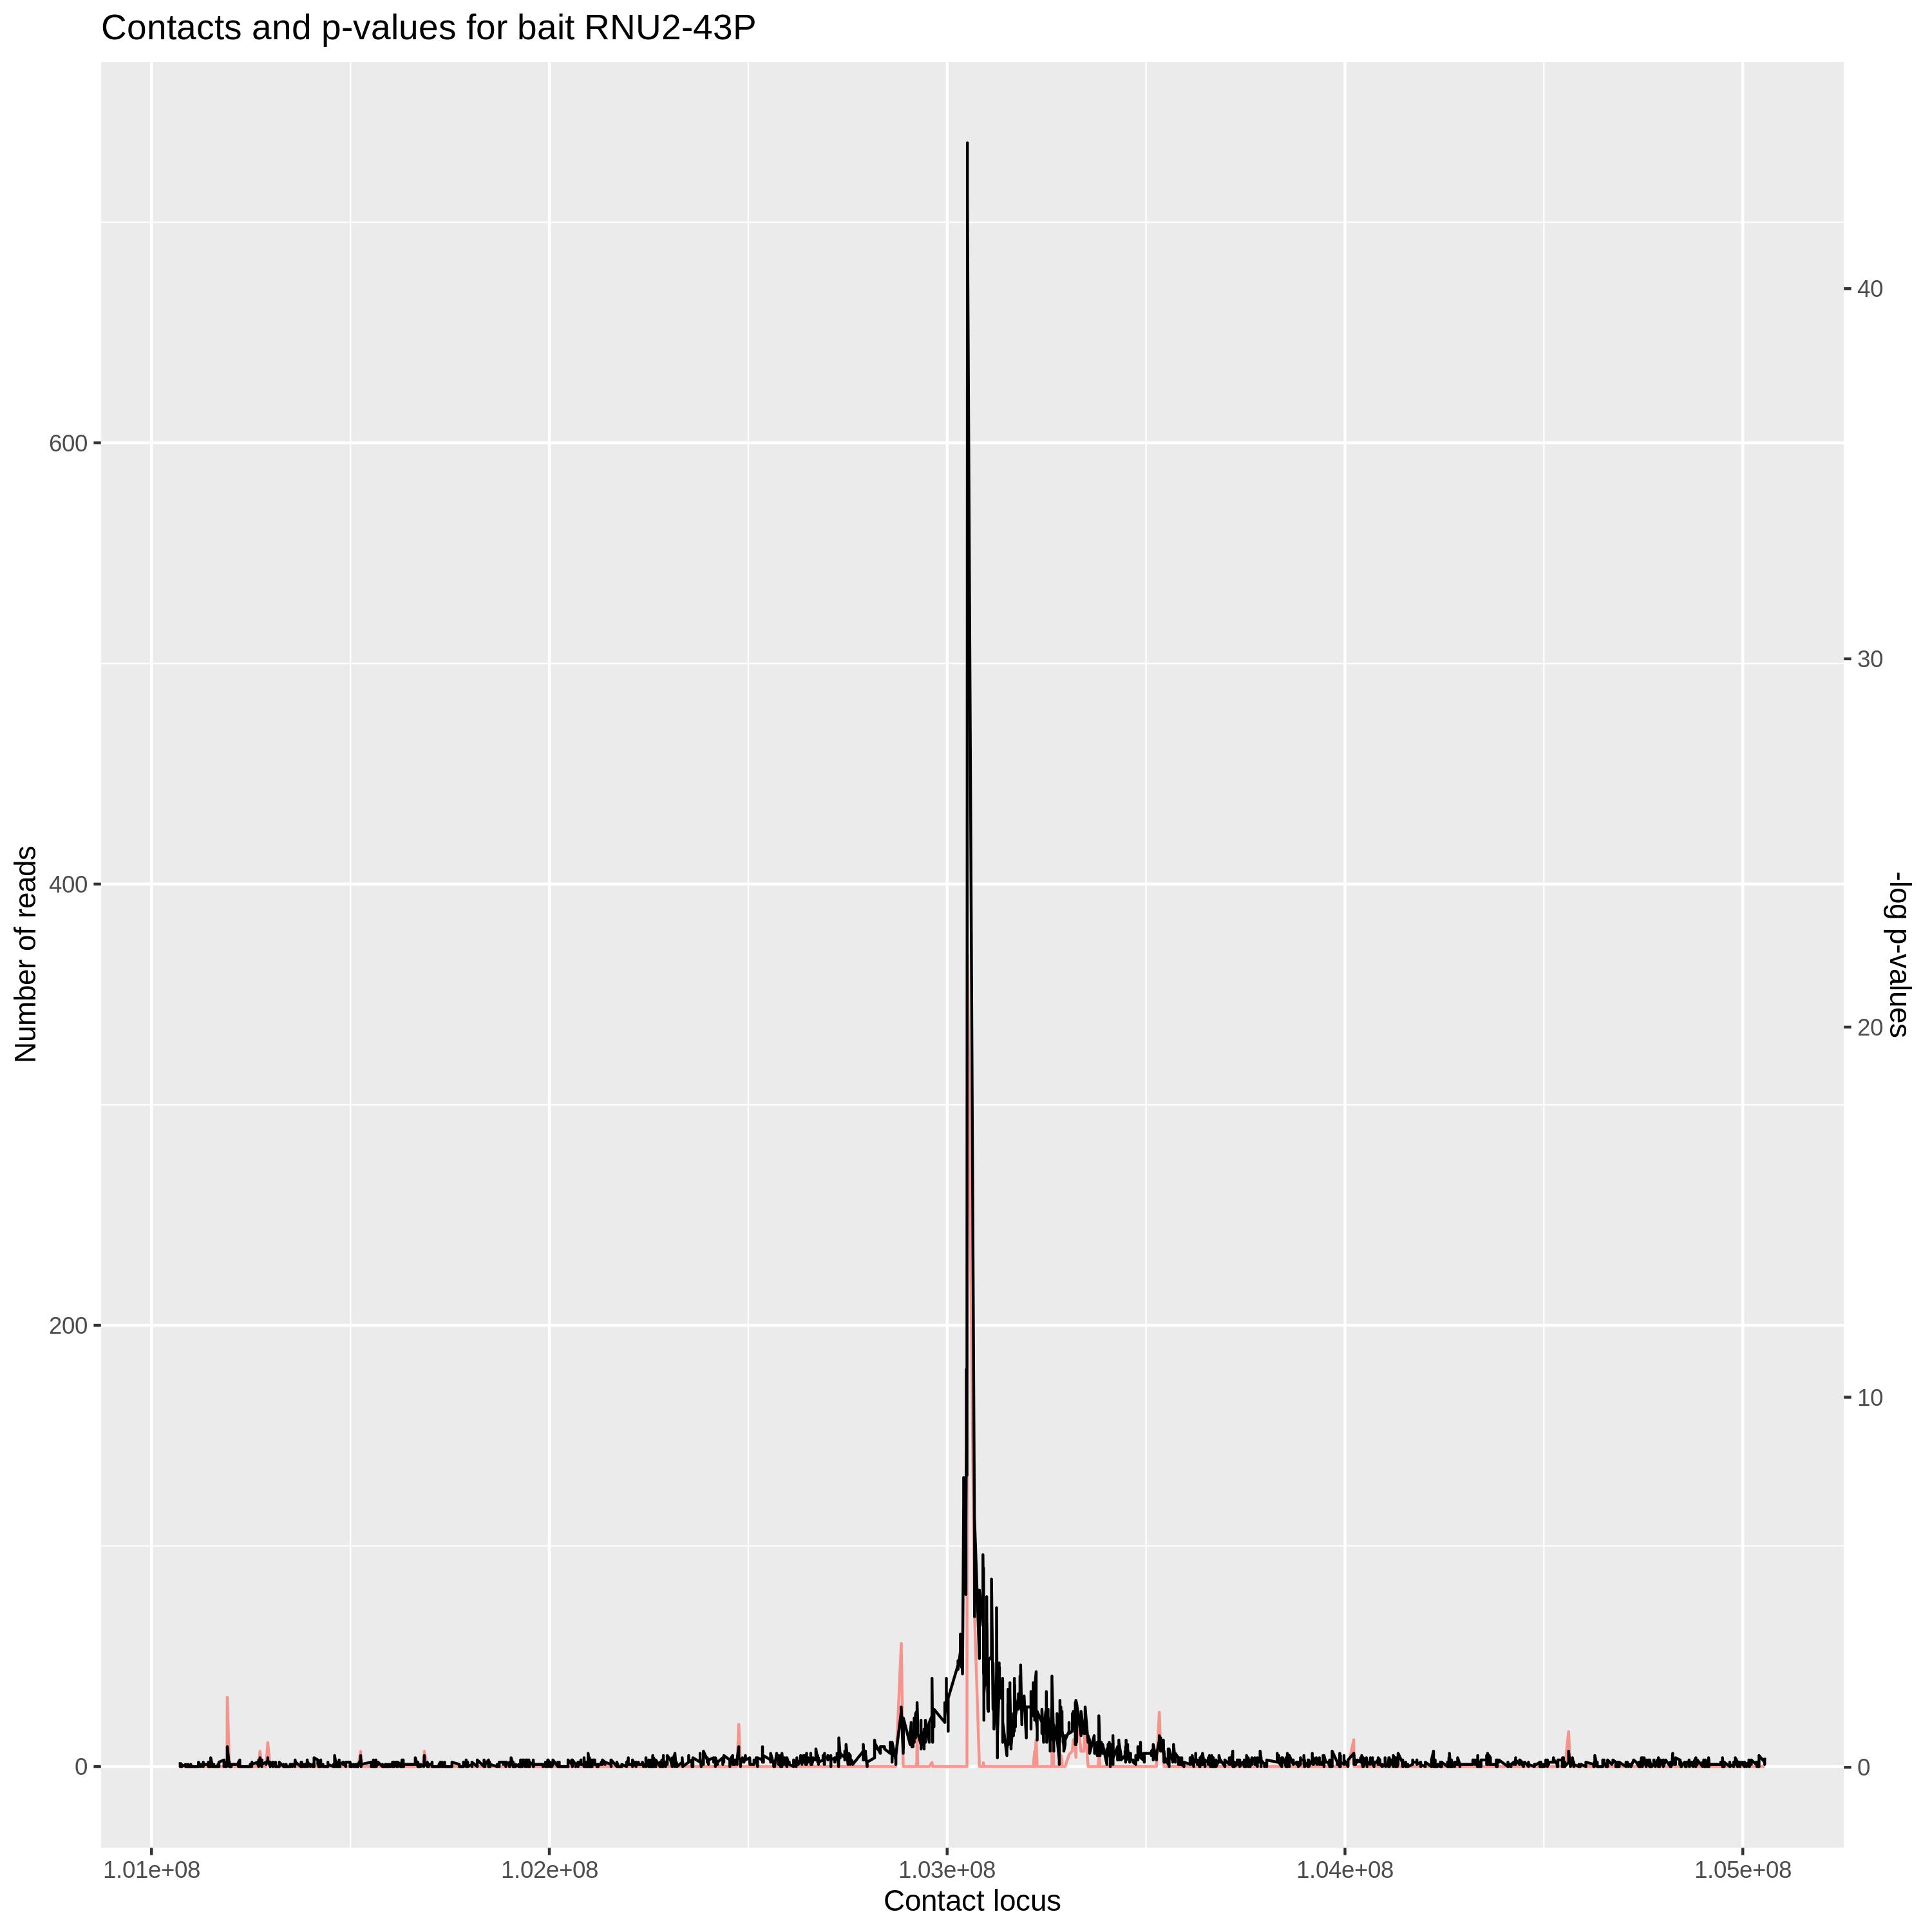 Contacts and p-values for bait RNU2-43P
Number of reads
600
400
200
0
40
30
20
10
0
-log p-values
1.01e+08 1.02e+08 1.03e+08 1.04e+08 1.05e+08
Contact locus